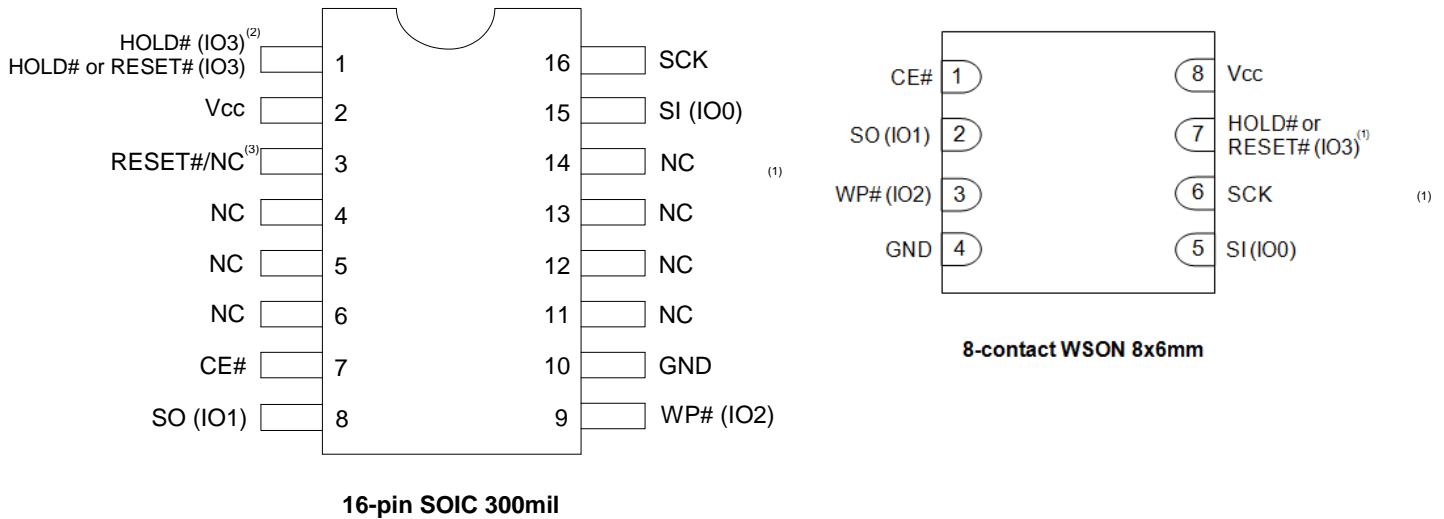 HOLD# (IO3)(2)
HOLD# or RESET# (IO3)
1
16
SCK
Vcc
2
15
SI (IO0)
RESET#/NC(3)
3
14
NC
(1)
NC
4
13
NC
NC
5
12
NC
NC
6
11
NC
CE#
7
10
GND
SO (IO1)
8
9
WP# (IO2)
16-pin SOIC 300mil
CE#
1
8
Vcc
SO (IO1)
2
7
HOLD# or
RESET# (IO3)(1)
WP# (IO2)
3
6
SCK
(1)
GND
4
5
SI (IO0)
8-contact WSON 8x6mm